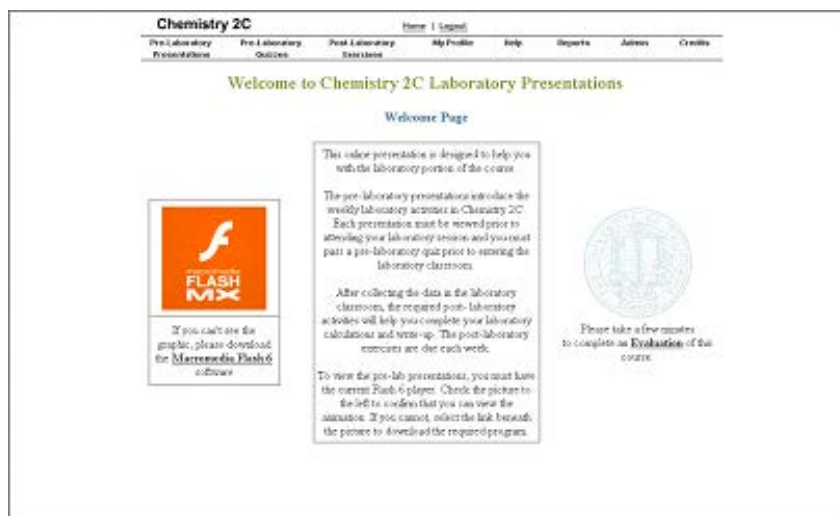 Chemistry 2C
Home | Logout
Pre-Laboratory Presentations
Pre-Laboratory Quizzes
Post-Laboratory Exercises
My Profile
Help
Reports
Admin
Credits
Welcome to Chemistry 2C Laboratory Presentations
Welcome Page
This online presentation is designed to help you
with the laboratory portion of the course
The pre-laboratory presentations introduce the
weekly laboratory activities in Chemistry 2C
Each presentation must be viewed prior to
attending your laboratory session and you must
pass a pre-laboratory quiz prior to entering the
laboratory classroom.
After collecting the data in the laboratory
classroom, the required post-laboratory
activities will help you complete your laboratory
calculations and write-up. The post-laboratory
exercises are due each week.
To view the pre-lab presentations, you must have
the current Flash 6 player. Check the picture to
the left to confirm that you can view the
animation. If you cannot, select the link beneath
the picture to download the required program.
macromedia
FLASH
MX
If you can't see the
graphic, please download
the Macromedia Flash 6
software
Please take a few minutes
to complete an Evaluation of this
course.